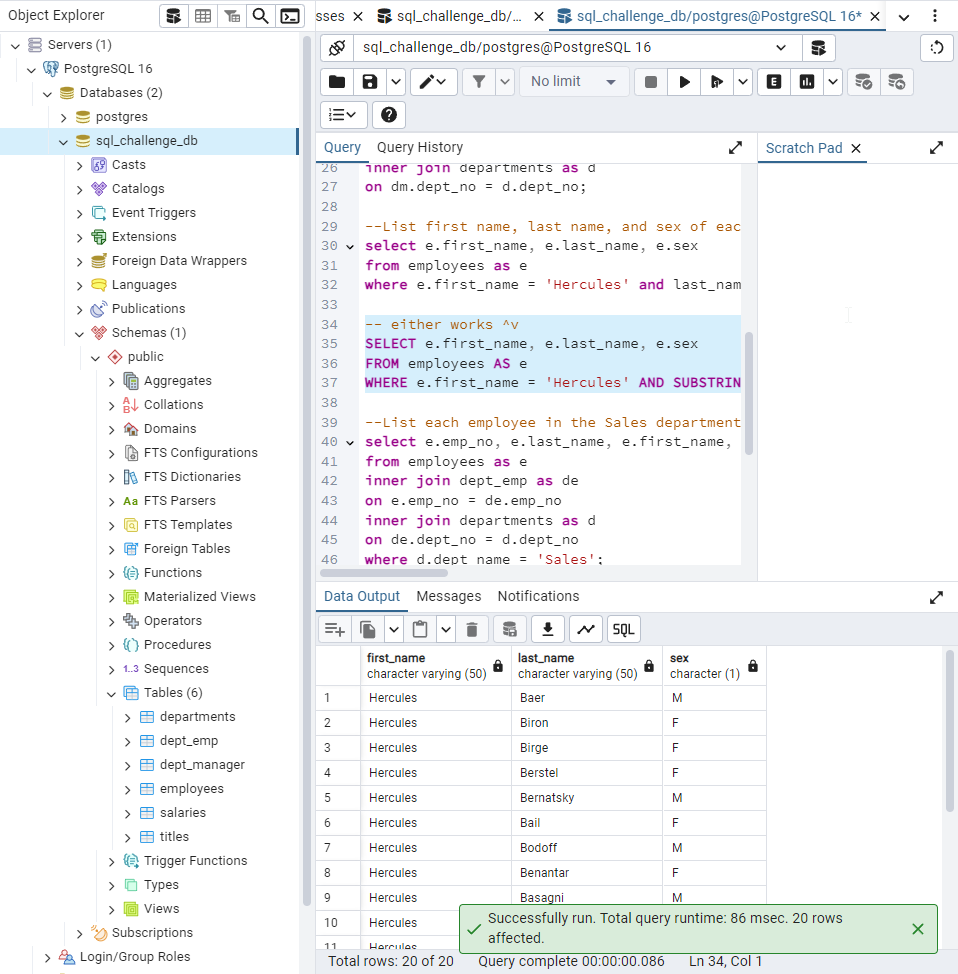 Object Explorer
Servers (1)
PostgreSQL 16
Databases (2)
postgres
sql_challenge_db
Casts
Catalogs
Event Triggers
Extensions
Foreign Data Wrappers
Languages
Publications
Schemas (1)
public
Aggregates
Collations
Domains
FTS Configurations
FTS Dictionaries
Aa FTS Parsers
FTS Templates
Foreign Tables
Functions
Materialized Views
Operators
Procedures
1..3 Sequences
Tables (6)
departments
dept_emp
dept_manager
employees
salaries
titles
Trigger Functions
Types
Views
Subscriptions
Login/Group Roles
sses
sql_challenge_db/...
sql_challenge_db/postgres@PostgreSQL 16*
sql_challenge_db/postgres@PostgreSQL 16
No limit
E
Query Query History
Scratch Pad
26 inner join departments as d
27 on dm.dept_no = d.dept_no;
28
29 --List first name, last name, and sex of eac
30 select e.first_name, e.last_name, e.sex
31 from employees as e
32 where e.first_name = 'Hercules' and last_nam
33
34 -- either works ^v
35 SELECT e.first_name, e.last_name, e.sex
36 FROM employees AS e
37 WHERE e.first_name = 'Hercules' AND SUBSTRIN
38
39 --List each employee in the Sales department
40 select e.emp_no, e.last_name, e.first_name,
41 from employees as e
42 inner join dept_emp as de
43 on e.emp_no = de.emp_no
44 inner join departments as d
45 on de.dept_no = d.dept_no
46 where d.dept_name = 'Sales';
Data Output Messages Notifications
SQL
first_name last_name sex
character varying (50) character varying (50) character (1)
1 Hercules Baer M
2 Hercules Biron F
3 Hercules Birge F
4 Hercules Berstel F
5 Hercules Bernatsky M
6 Hercules Bail F
7 Hercules Bodoff M
8 Hercules Benantar F
9 Hercules Basagni M
10 Hercules
11 Hercules
Successfully run. Total query runtime: 86 msec. 20 rows
affected.
Total rows: 20 of 20 Query complete 00:00:00.086 Ln 34, Col 1